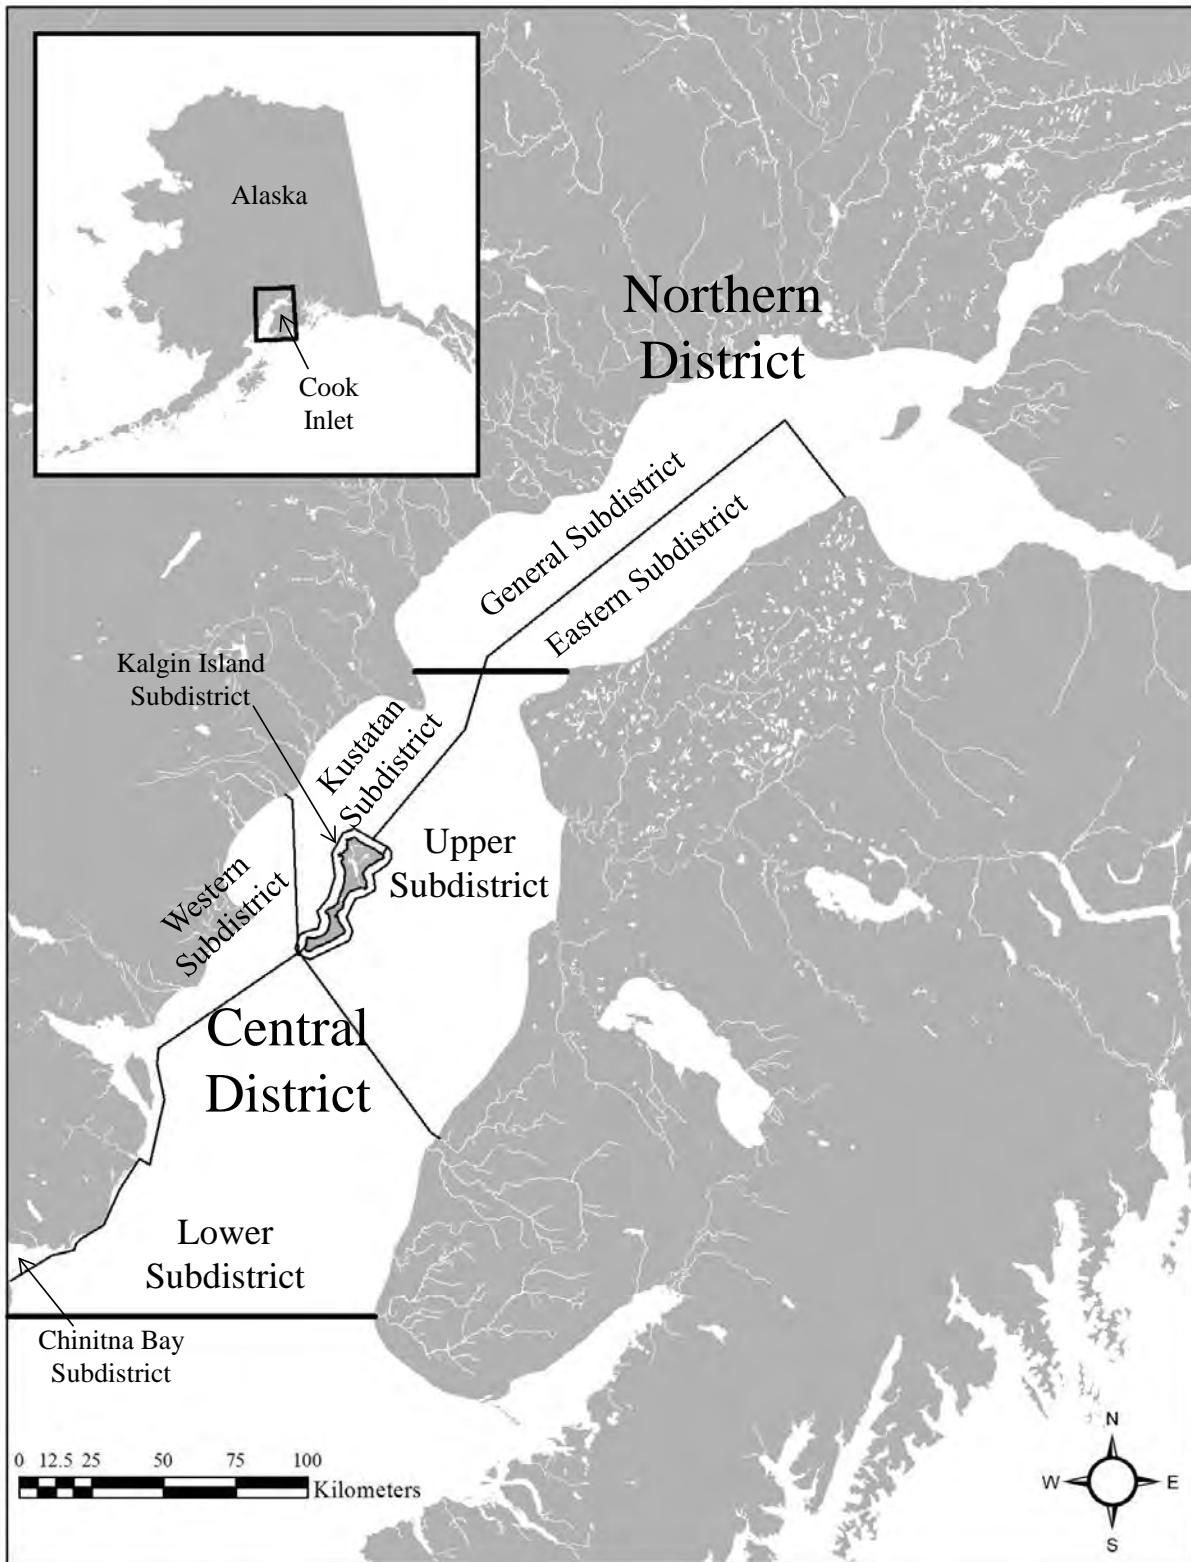 Alaska
Cook
Inlet
Northern
District
General Subdistrict
Eastern Subdistrict
Kalgin Island
Subdistrict
Kustatan
Subdistrict
Upper
Subdistrict
Western
Subdistrict
Central
District
Lower
Subdistrict
Chinitna Bay
Subdistrict
0 12.5 25 50 75 100
Kilometers
N
W E
S